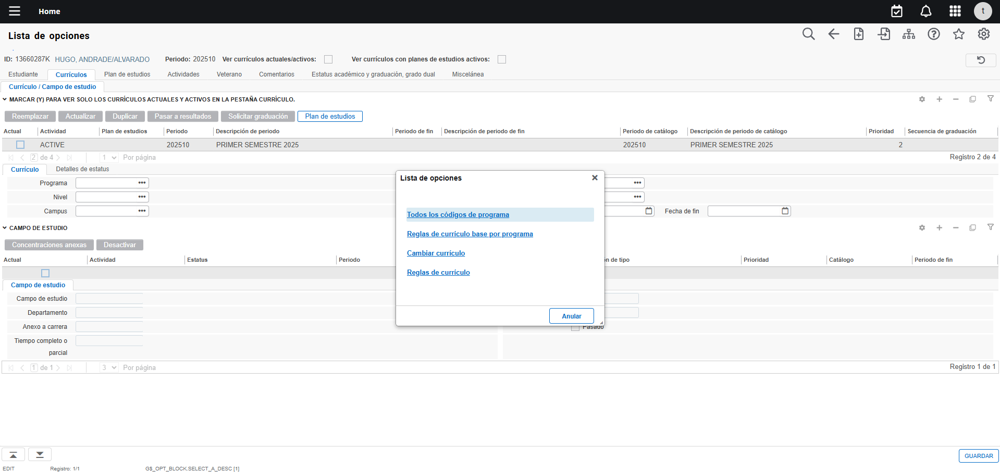 Home
t
Lista de opciones
ID: 13660287K HUGO, ANDRADE/ALVARADO Periodo: 202510 Ver currículos actuales/activos: Ver currículos con planes de estudios activos:
Estudiante Currículos Plan de estudios Actividades Veterano Comentarios Estatus académico y graduación, grado dual Miscelánea
Currículo / Campo de estudio
MARCAR (Y) PARA VER SOLO LOS CURRÍCULOS ACTUALES Y ACTIVOS EN LA PESTAÑA CURRÍCULO.
Reemplazar Actualizar Duplicar Pasar a resultados Solicitar graduación Plan de estudios
Actual Actividad Plan de estudios Periodo Descripción de periodo Periodo de fin Descripción de periodo de fin Periodo de catálogo Descripción de periodo de catálogo Prioridad Secuencia de graduación
ACTIVE 202510 PRIMER SEMESTRE 2025 202510 PRIMER SEMESTRE 2025 2
2 de 4 1 Por página Registro 2 de 4
Currículo Detalles de estatus
Programa
Nivel
Campus Fecha de fin
Lista de opciones
Todos los códigos de programa
Reglas de currículo base por programa
Cambiar currículo
Reglas de currículo
Anular
CAMPO DE ESTUDIO
Concentraciones anexas Desactivar
Actual Actividad Estatus Periodo de tipo Prioridad Catálogo Periodo de fin
Campo de estudio
Campo de estudio
Departamento
Anexo a carrera Pasado
Tiempo completo o
parcial
1 de 1 3 Por página Registro 1 de 1
GUARDAR
EDIT Registro: 1/1 G$_OPT_BLOCK.SELECT_A_DESC [1]